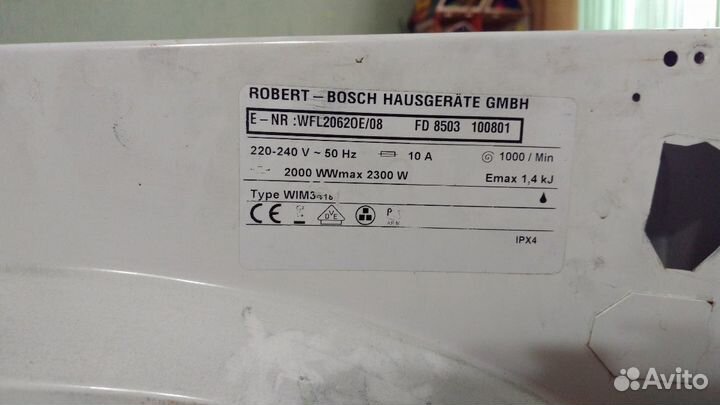 ROBERT – BOSCH HAUSGERÄTE GMBH
E – NR :WFL2062OE/08 FD 8503 100801
220-240 V ~ 50 Hz 10 A 1000 / Min
2000 WWmax 2300 W Emax 1,4 kJ
Type
CE VDE
IPX4
Avito